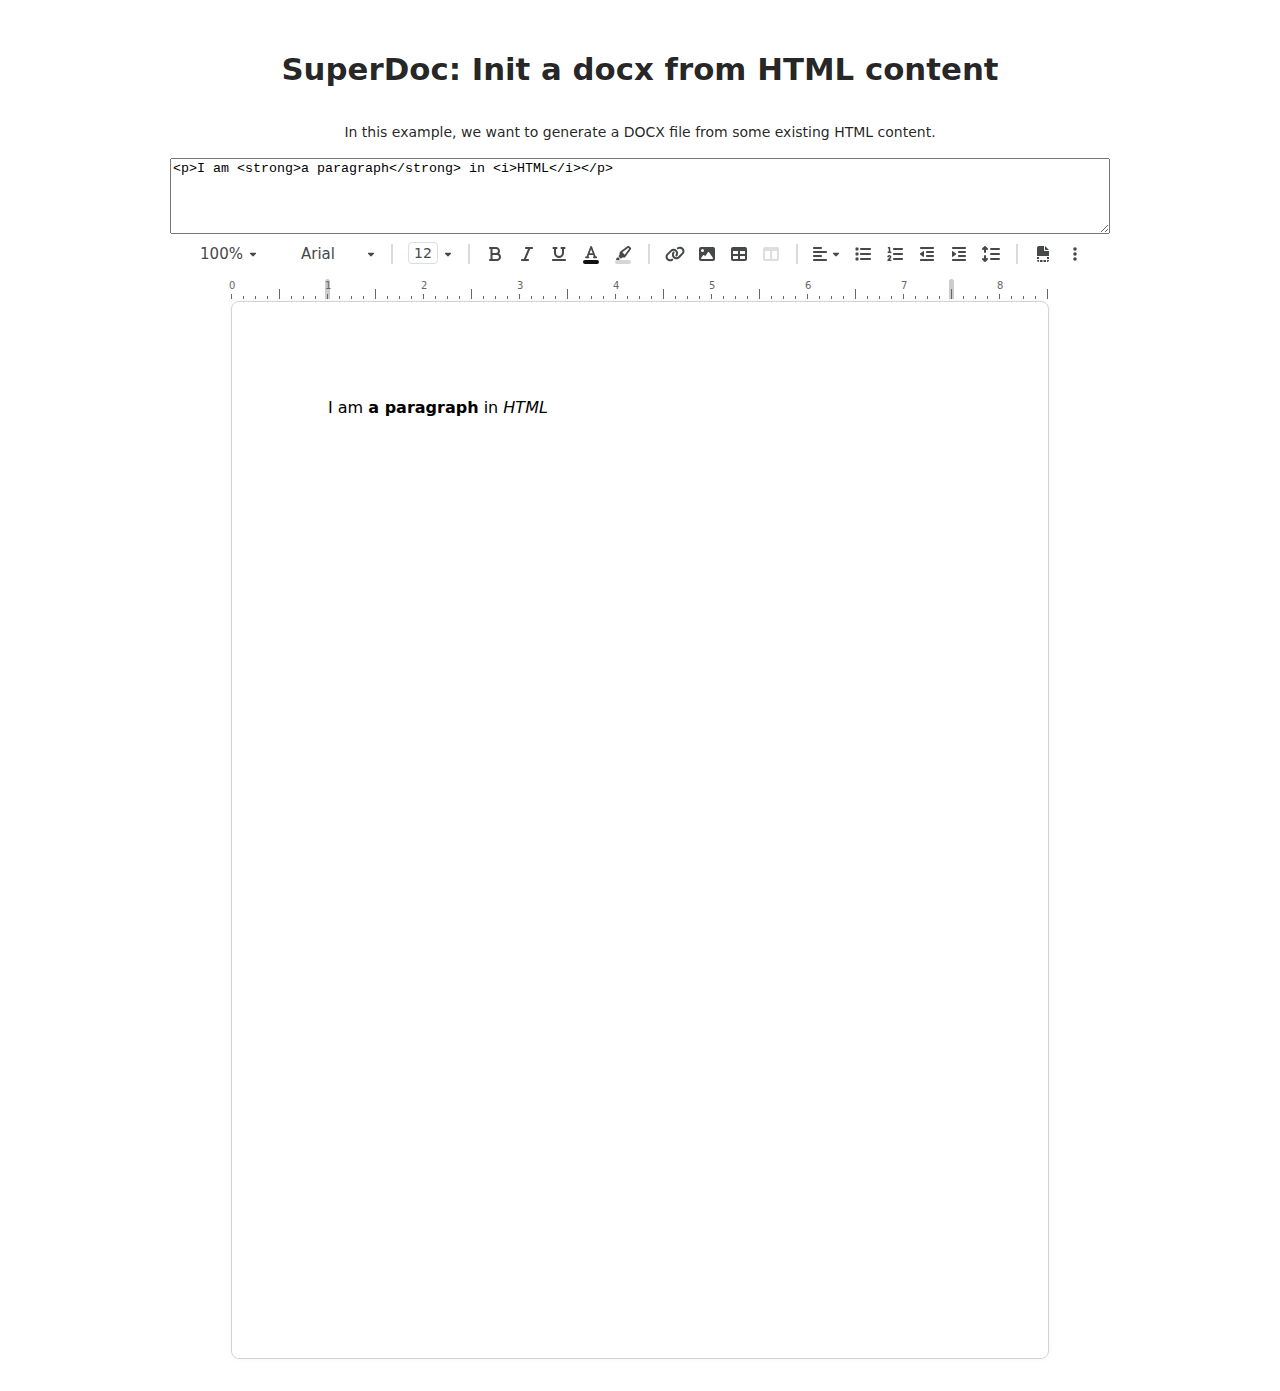 SuperDoc: Init a docx from HTML content
In this example, we want to generate a DOCX file from some existing HTML content.
<p>I am <strong>a paragraph</strong> in <i>HTML</i></p>
100% Arial 12
0 1 2 3 4 5 6 7 8
I am a paragraph in HTML